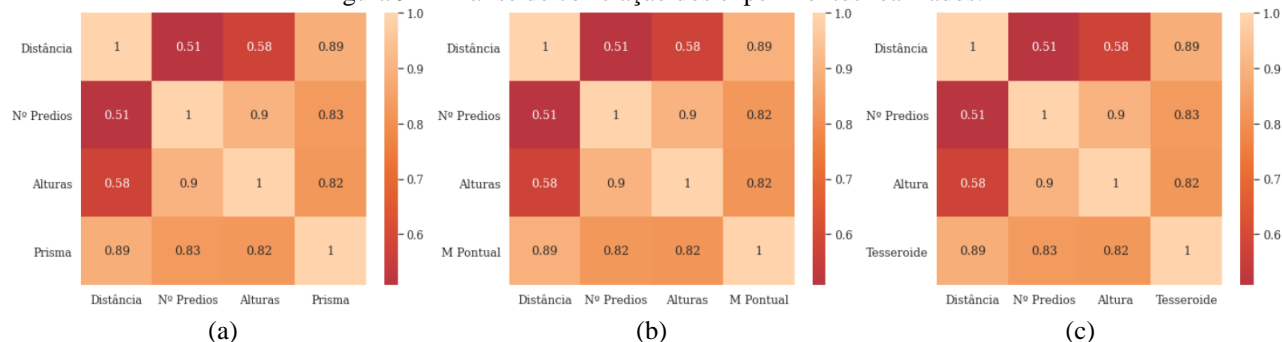 1.0
Distância 1 0.51 0.58 0.89
0.9
Nº Predios 0.51 1 0.9 0.83
0.8
Alturas 0.58 0.9 1 0.82
0.7
0.6
Prisma 0.89 0.83 0.82 1
Distância Nº Predios Alturas Prisma
(a)
1.0
Distância 1 0.51 0.58 0.89
0.9
Nº Predios 0.51 1 0.9 0.82
0.8
Alturas 0.58 0.9 1 0.82
0.7
0.6
M Pontual 0.89 0.82 0.82 1
Distância Nº Predios Alturas M Pontual
(b)
1.0
Distância 1 0.51 0.58 0.89
0.9
Nº Predios 0.51 1 0.9 0.83
0.8
Altura 0.58 0.9 1 0.82
0.7
0.6
Tesseroide 0.89 0.83 0.82 1
Distância Nº Predios Altura Tesseroide
(c)